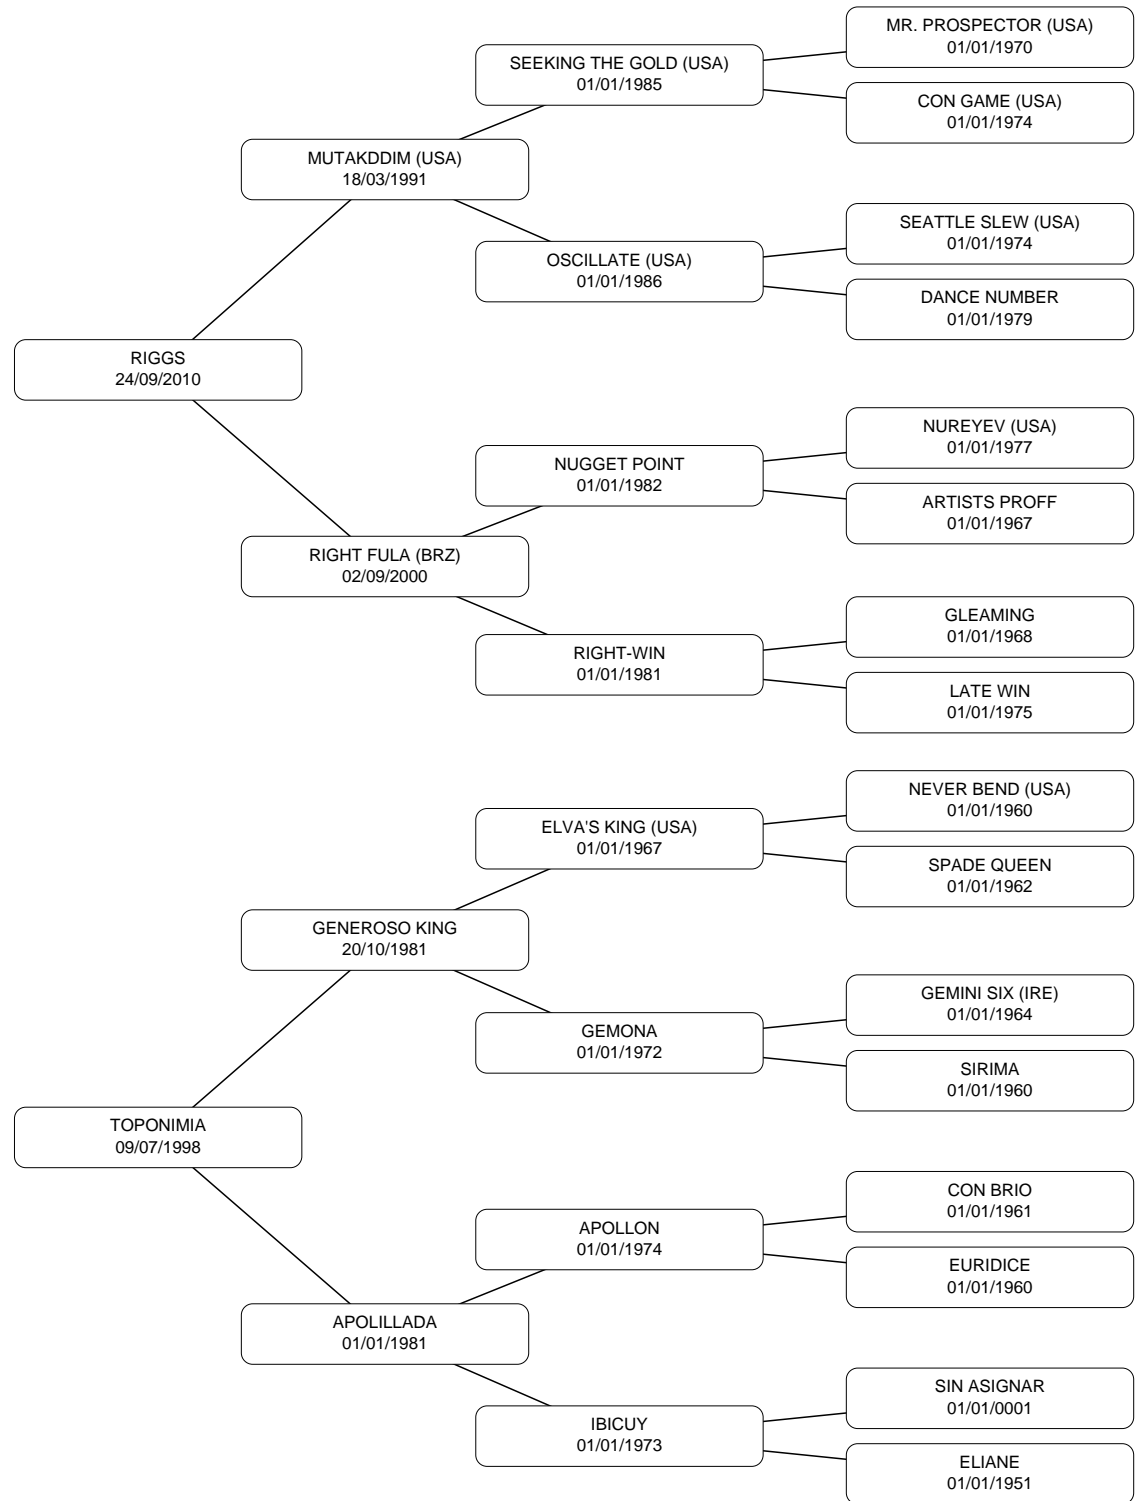 MR. PROSPECTOR (USA)
01/01/1970
SEEKING THE GOLD (USA)
01/01/1985
CON GAME (USA)
01/01/1974
MUTAKDDIM (USA)
18/03/1991
SEATTLE SLEW (USA)
01/01/1974
OSCILLATE (USA)
01/01/1986
DANCE NUMBER
01/01/1979
RIGGS
24/09/2010
NUREYEV (USA)
01/01/1977
NUGGET POINT
01/01/1982
ARTISTS PROFF
01/01/1967
RIGHT FULA (BRZ)
02/09/2000
GLEAMING
01/01/1968
RIGHT-WIN
01/01/1981
LATE WIN
01/01/1975
NEVER BEND (USA)
01/01/1960
ELVA'S KING (USA)
01/01/1967
SPADE QUEEN
01/01/1962
GENEROSO KING
20/10/1981
GEMINI SIX (IRE)
01/01/1964
GEMONA
01/01/1972
SIRIMA
01/01/1960
TOPONIMIA
09/07/1998
CON BRIO
01/01/1961
APOLLON
01/01/1974
EURIDICE
01/01/1960
APOLILLADA
01/01/1981
SIN ASIGNAR
01/01/0001
IBICUY
01/01/1973
ELIANE
01/01/1951